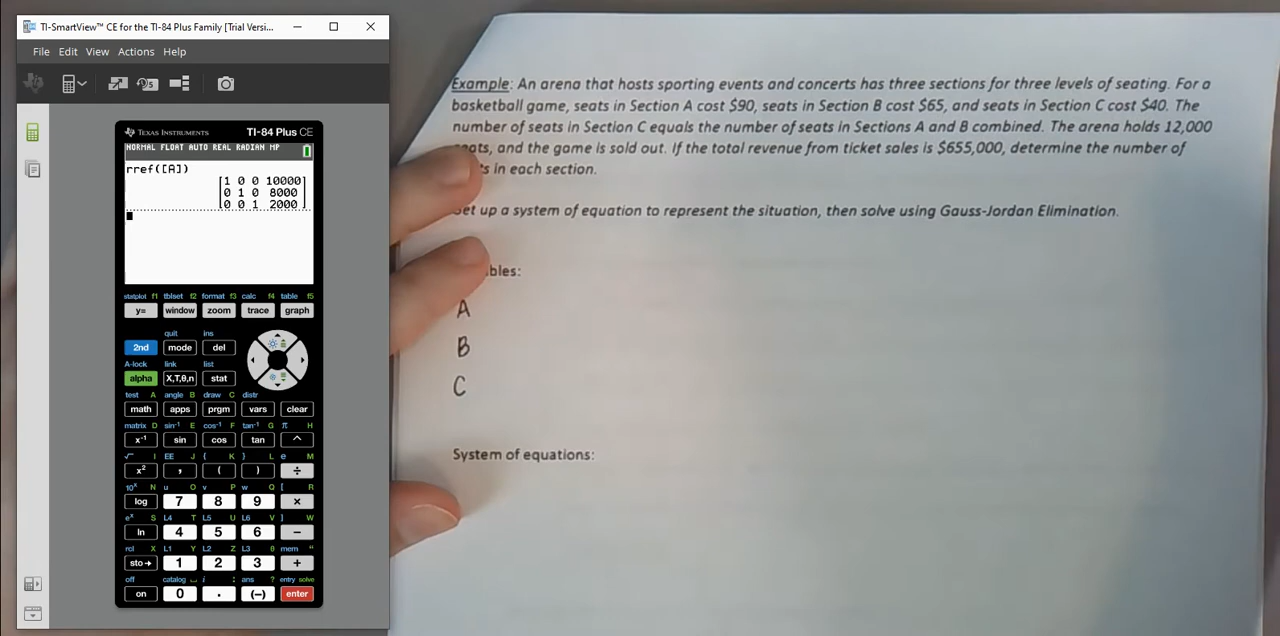 TI-SmartView™ CE for the TI-84 Plus Family [Trial Versi...
File Edit View Actions Help
TEXAS INSTRUMENTS TI-84 Plus CE
NORMAL FLOAT AUTO REAL RADIAN MP
rref([A])
[1 0 0 10000]
[0 1 0 8000]
[0 0 1 2000]
statplot f1 tblset f2 format f3 calc f4 table f5
y= window zoom trace graph
quit ins
2nd mode del
A-lock link list
alpha X,T,θ,n stat
test A angle B draw C distr
math apps prgm vars clear
matrix D sin⁻¹ E cos⁻¹ F tan⁻¹ G π H
x⁻¹ sin cos tan ^
√ I EE J { K } L e M
x² , ( ) ÷
10ˣ N u O v P w Q [ R
log 7 8 9 ×
eˣ S L4 T L5 U L6 V ] W
ln 4 5 6 −
rcl X L1 Y L2 Z L3 θ mem "
sto→ 1 2 3 +
off catalog i : ans ? entry solve
on 0 . (−) enter
Example: An arena that hosts sporting events and concerts has three sections for three levels of seating. For a
basketball game, seats in Section A cost $90, seats in Section B cost $65, and seats in Section C cost $40. The
number of seats in Section C equals the number of seats in Sections A and B combined. The arena holds 12,000
, and the game is sold out. If the total revenue from ticket sales is $655,000, determine the number of
in each section.
Set up a system of equation to represent the situation, then solve using Gauss-Jordan Elimination.
bles:
A
B
C
System of equations: